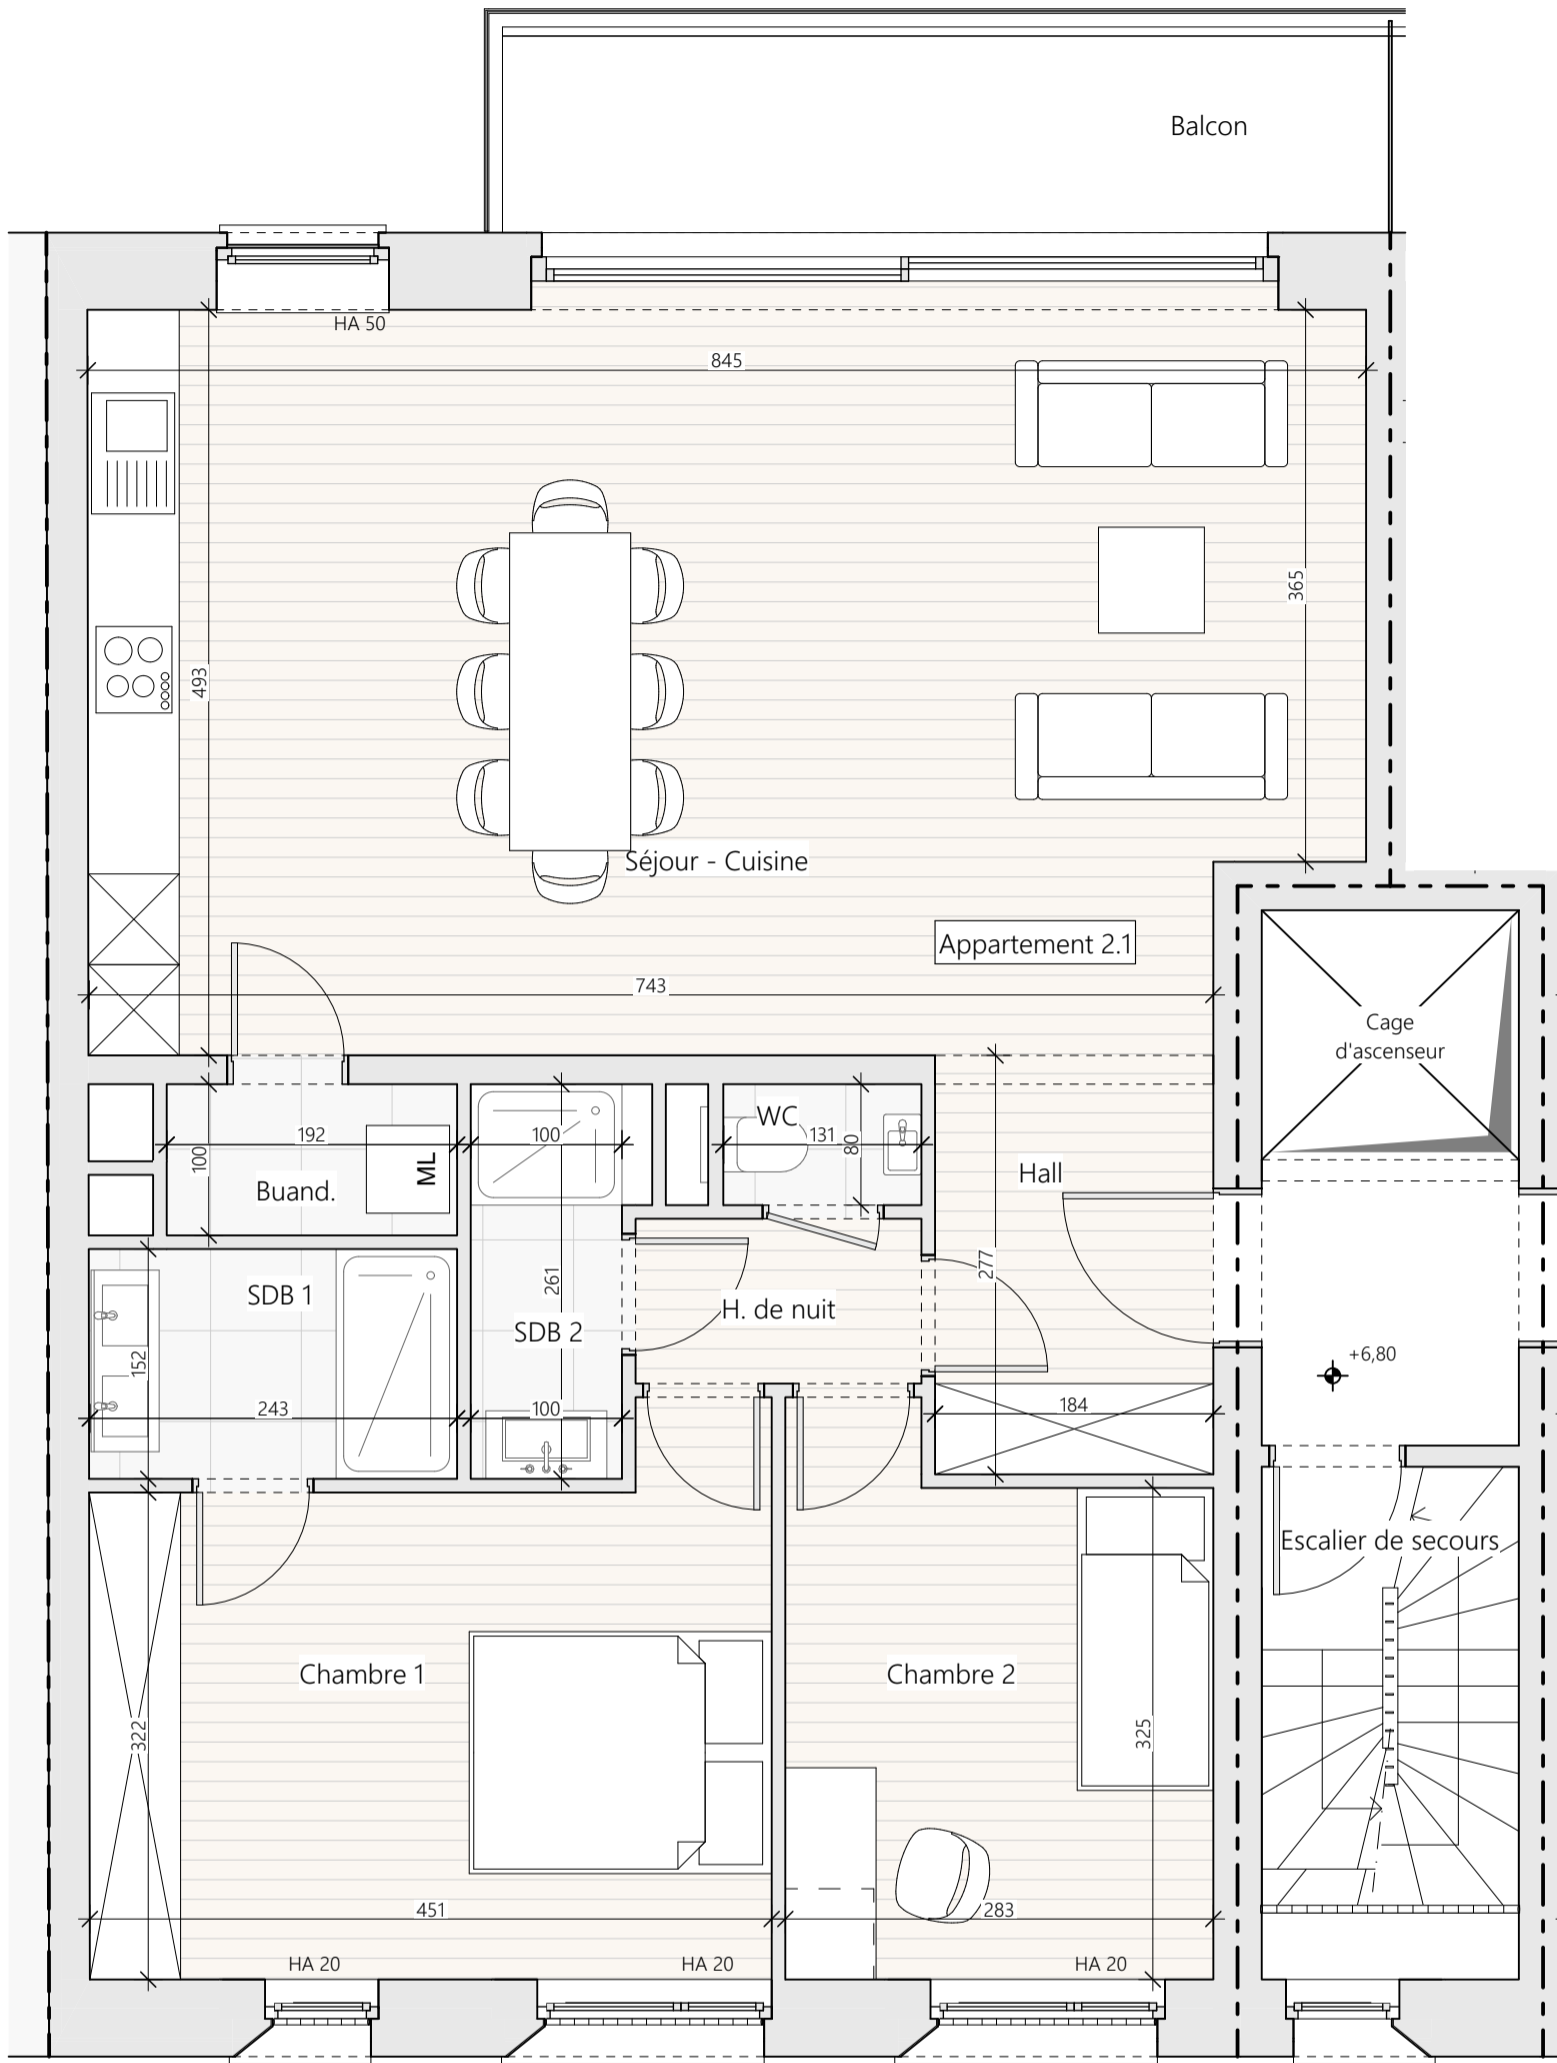 Balcon
HA 50
845
365
493
Séjour - Cuisine
Appartement 2.1
743
Cage
d'ascenseur
WC
192
100
131
80
100
ML
Buand.
Hall
277
261
SDB 1
H. de nuit
SDB 2
152
+6,80
243
100
184
Escalier de secours
Chambre 1
Chambre 2
322
325
451
283
HA 20
HA 20
HA 20